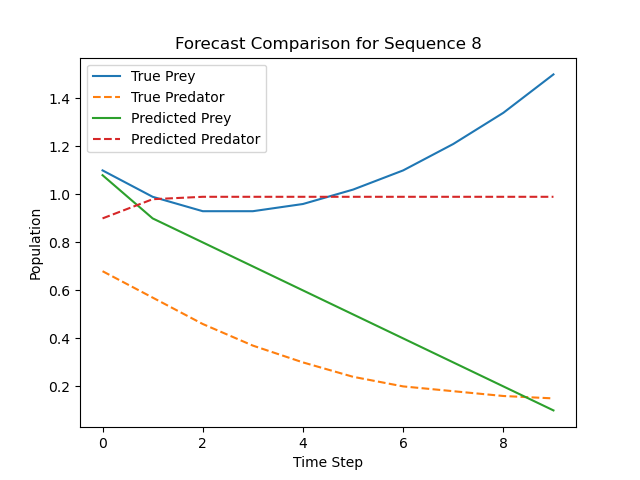 Forecast Comparison for Sequence 8
True Prey
True Predator
Predicted Prey
Predicted Predator
1.4
1.2
1.0
0.8
0.6
0.4
0.2
Population
0
2
4
6
8
Time Step